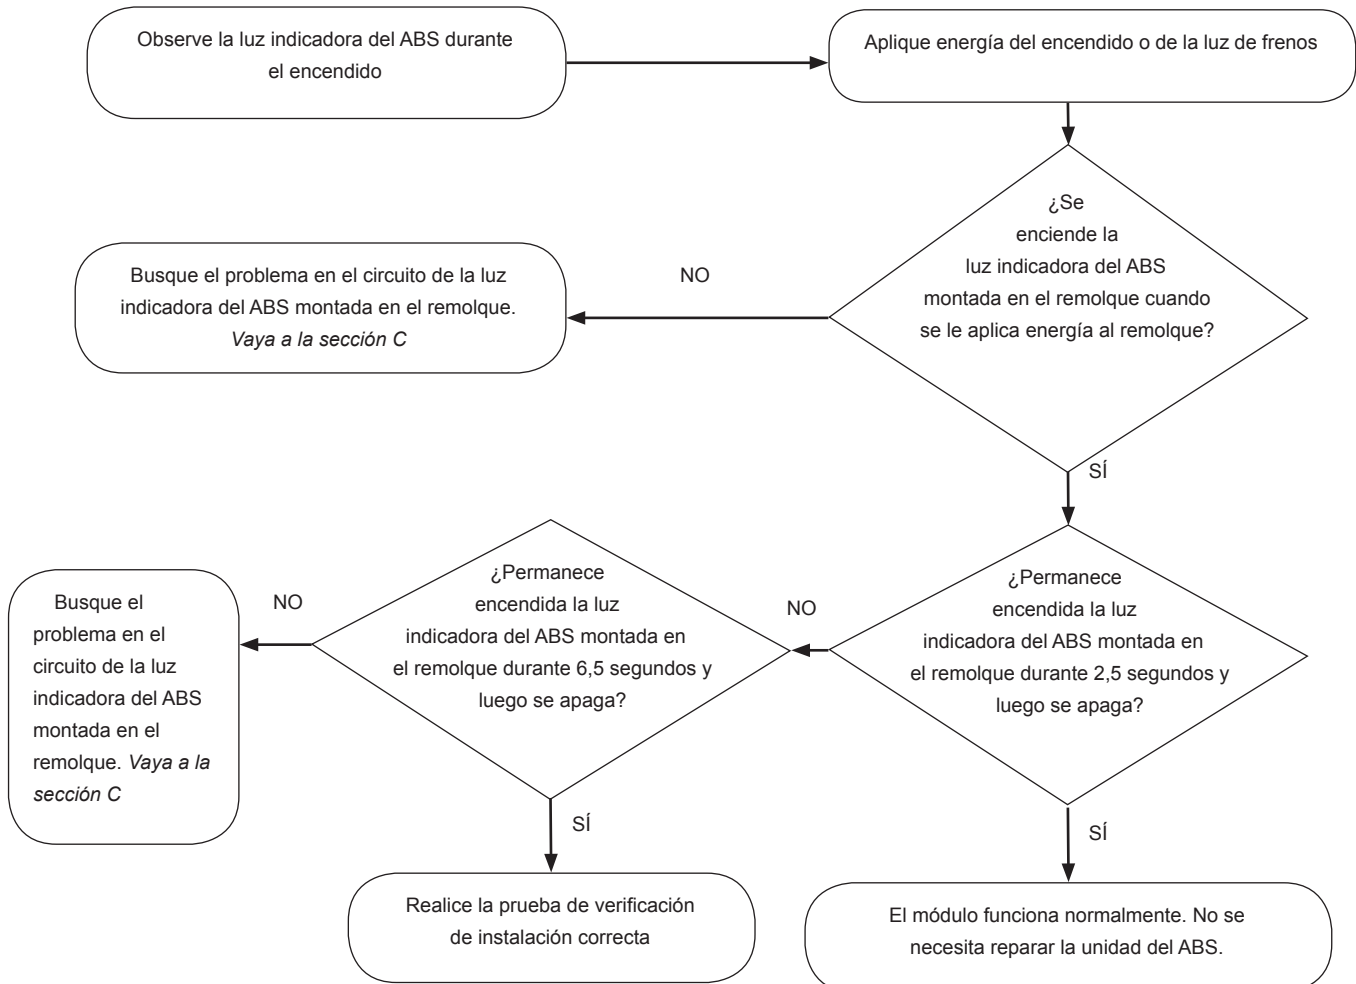 Observe la luz indicadora del ABS durante
el encendido
Aplique energía del encendido o de la luz de frenos
¿Se
enciende la
luz indicadora del ABS
montada en el remolque cuando
se le aplica energía al remolque?
NO
Busque el problema en el circuito de la luz
indicadora del ABS montada en el remolque.
Vaya a la sección C
SÍ
¿Permanece
encendida la luz
indicadora del ABS montada en
el remolque durante 2,5 segundos y
luego se apaga?
NO
¿Permanece
encendida la luz
indicadora del ABS montada en
el remolque durante 6,5 segundos y
luego se apaga?
NO
Busque el
problema en el
circuito de la luz
indicadora del ABS
montada en el
remolque. Vaya a la
sección C
SÍ
Realice la prueba de verificación
de instalación correcta
SÍ
El módulo funciona normalmente. No se
necesita reparar la unidad del ABS.